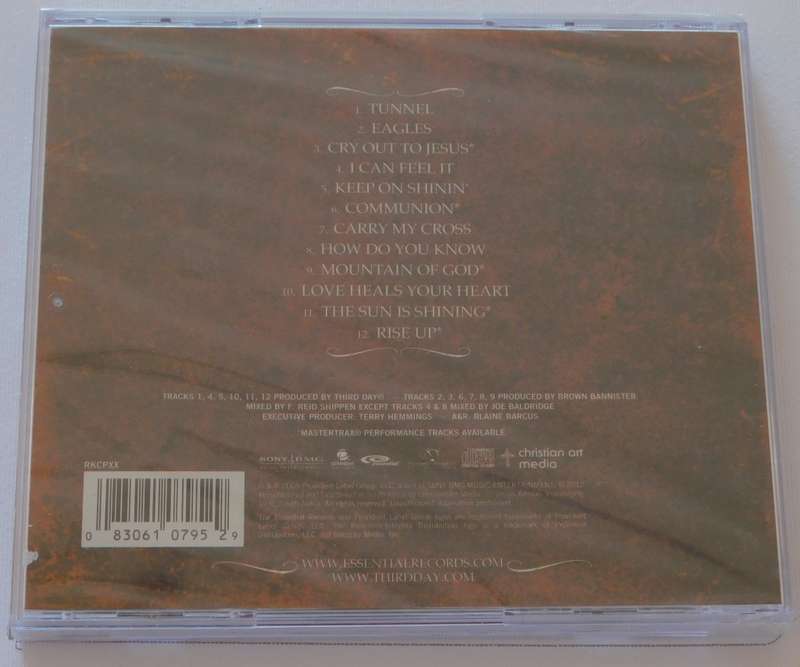 1. TUNNEL
2. EAGLES
3. CRY OUT TO JESUS*
4. I CAN FEEL IT
5. KEEP ON SHININ'
6. COMMUNION*
7. CARRY MY CROSS
8. HOW DO YOU KNOW
9. MOUNTAIN OF GOD*
10. LOVE HEALS YOUR HEART
11. THE SUN IS SHINING*
12. RISE UP*
TRACKS 1, 4, 5, 10, 11, 12 PRODUCED BY THIRD DAY® TRACKS 2, 3, 6, 7, 8, 9 PRODUCED BY BROWN BANNISTER
MIXED BY F. REID SHIPPEN EXCEPT TRACKS 4 & 8 MIXED BY JOE BALDRIDGE
EXECUTIVE PRODUCER: TERRY HEMMINGS A&R: BLAINE BARCUS
*MASTERTRAX® PERFORMANCE TRACKS AVAILABLE
SONY BMG
christian art media
RKCPXX
0 83061 0795 2 9
WWW.ESSENTIALRECORDS.COM
WWW.THIRDDAY.COM